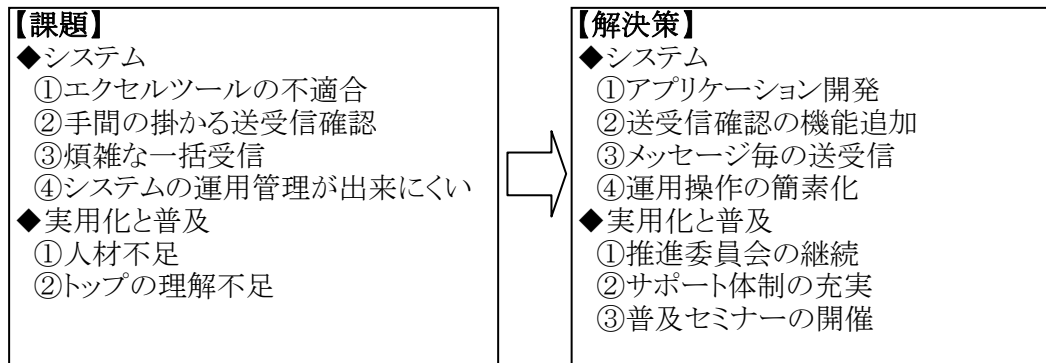 【課題】
◆システム
①エクセルツールの不適合
②手間の掛かる送受信確認
③煩雑な一括受信
④システムの運用管理が出来にくい
◆実用化と普及
①人材不足
②トップの理解不足
【解決策】
◆システム
①アプリケーション開発
②送受信確認の機能追加
③メッセージ毎の送受信
④運用操作の簡素化
◆実用化と普及
①推進委員会の継続
②サポート体制の充実
③普及セミナーの開催